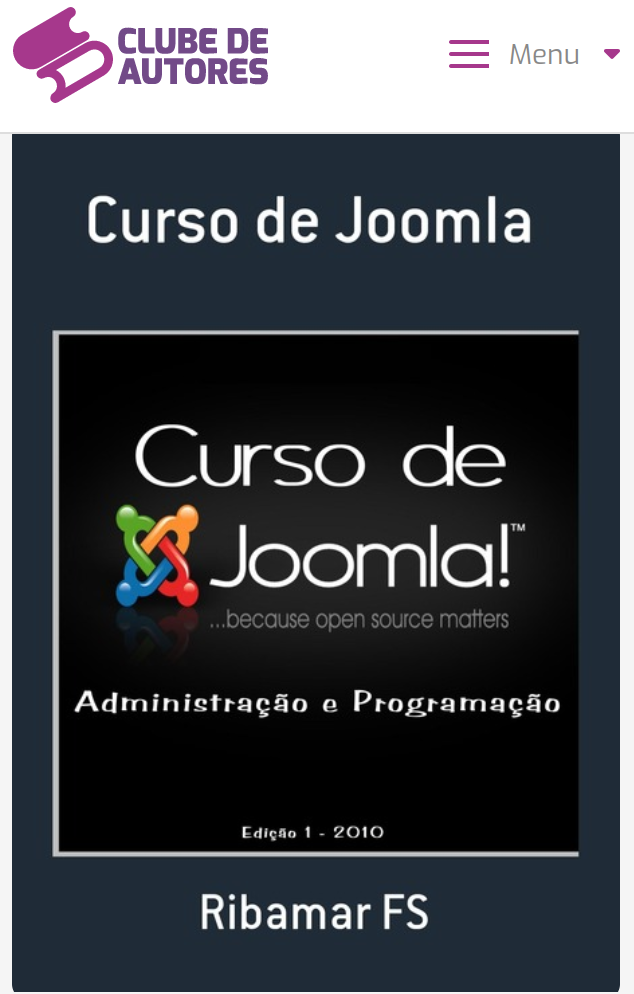 CLUBE DE
AUTORES
Menu
Curso de Joomla
Curso de
Joomla!™
...because open source matters
Administração e Programação
Edição 1 - 2010
Ribamar FS